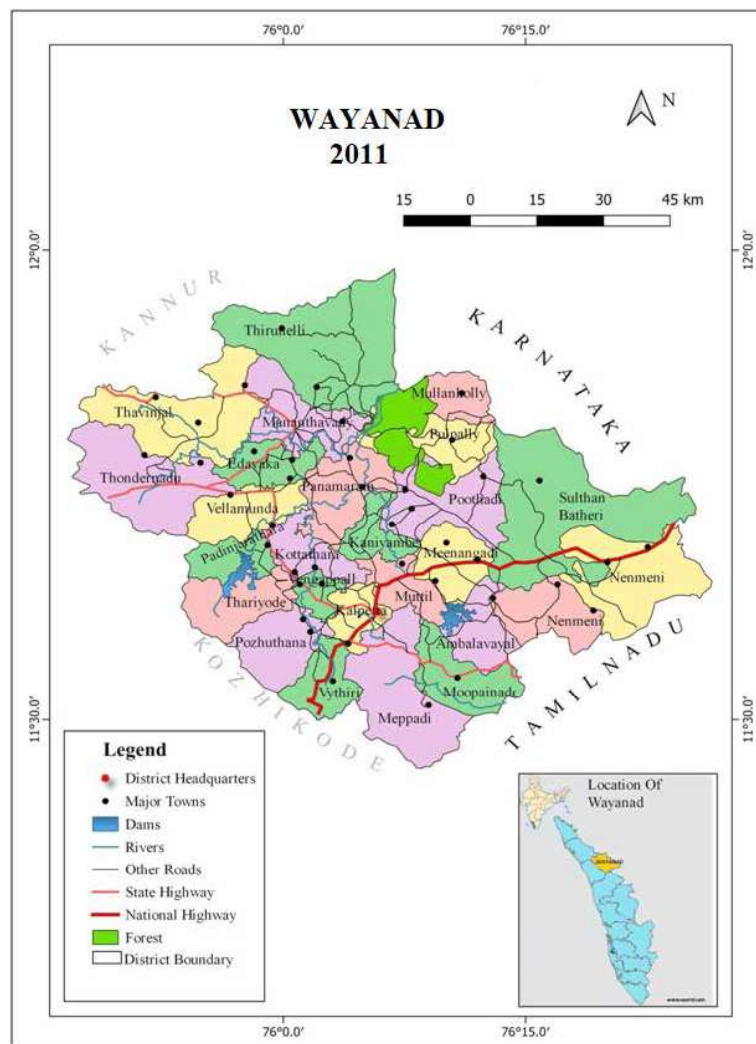 76°0.0'
76°15.0'
WAYANAD
2011
N
15 0 15 30 45 km
12°0.0'
12°0.0'
KANNUR
KARNATAKA
Thirunelli
Mullankolly
Thavinjal
Mananthavady
Pulpally
Edavaka
Thondernadu
Panamaram
Poothadi
Sulthan
Batheri
Vellamunda
Padinjarathara
Kaniyambetta
Kottathara
Meenangadi
Nenmeni
Thariyode
Muttil
Kalpetta
Nenmeni
Pozhuthana
Ambalavayal
KOZHIKODE
Vythiri
Moopainadu
TAMILNADU
Meppadi
11°30.0'
11°30.0'
Legend
District Headquarters
Major Towns
Dams
Rivers
Other Roads
State Highway
National Highway
Forest
District Boundary
Location Of
Wayanad
76°0.0'
76°15.0'